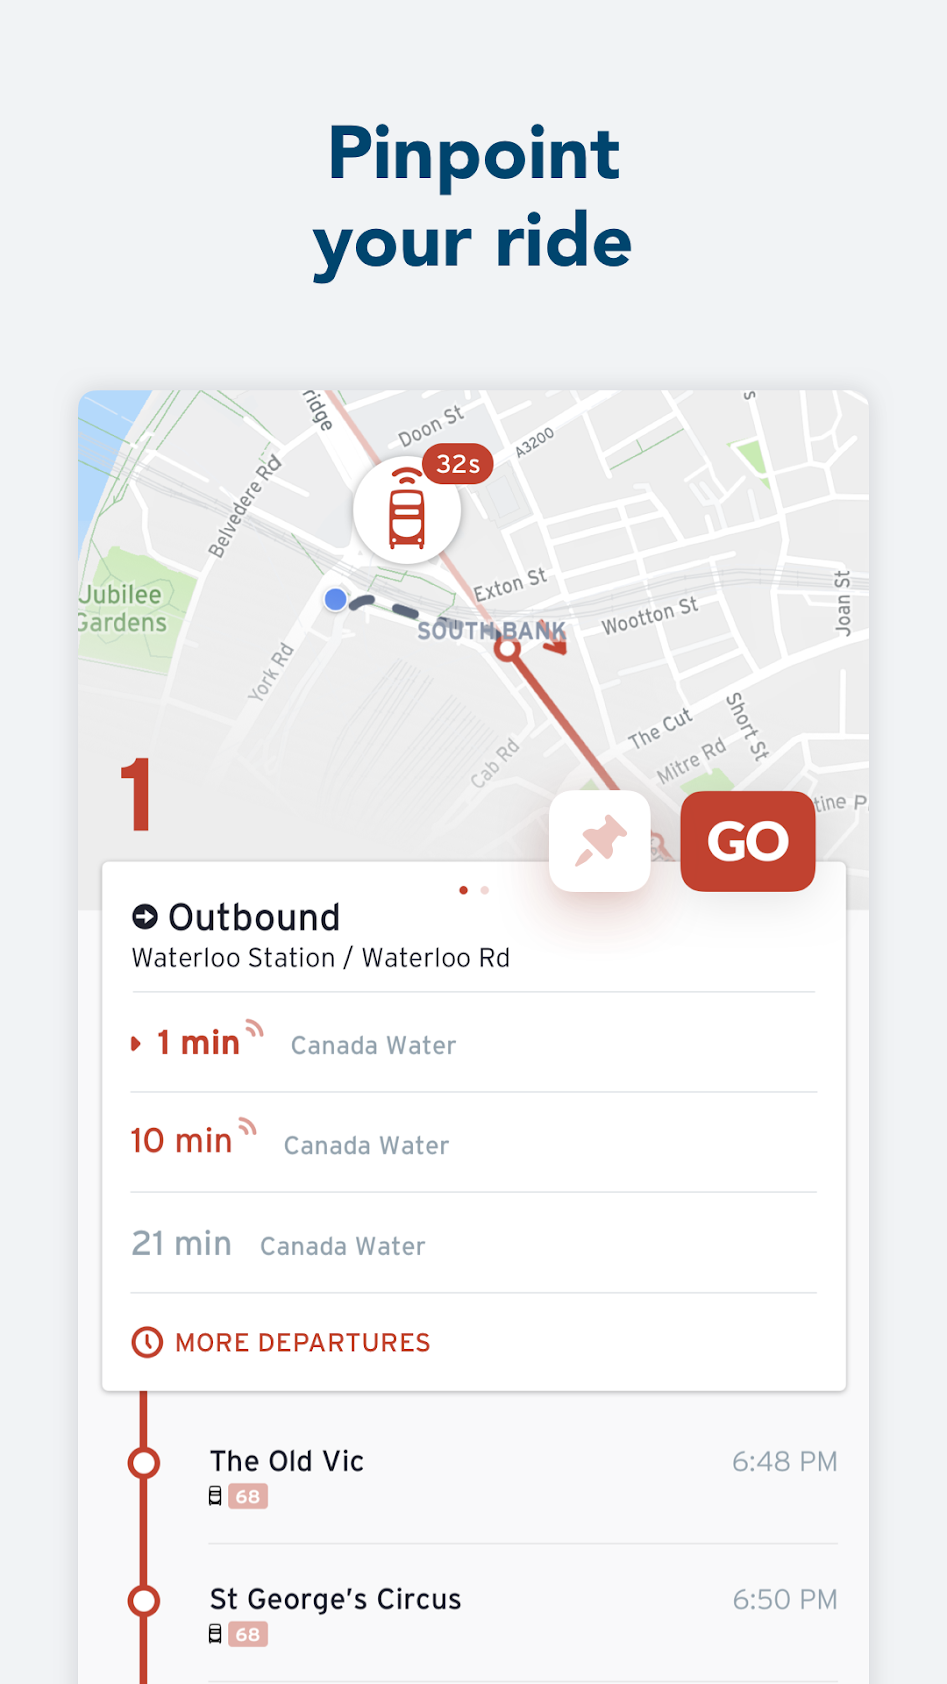 Pinpoint
your ride
ridge
Doon St
A3200
s
32s
Belvedere Rd
Exton St
Joan St
Jubilee
Gardens
Wootton St
SOUTH BANK
York Rd
The Cut
Short St
Cab Rd
Mitre Rd
tine P
1
GO
Outbound
Waterloo Station / Waterloo Rd
1 min Canada Water
10 min Canada Water
21 min Canada Water
MORE DEPARTURES
The Old Vic 6:48 PM
68
St George's Circus 6:50 PM
68